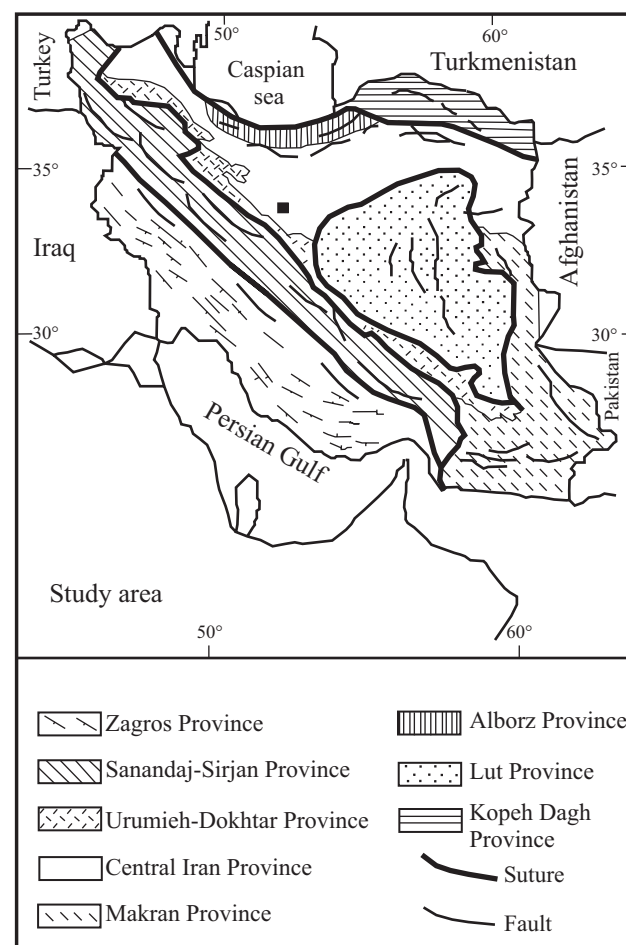 50°
60°
Turkey
Caspian
sea
Turkmenistan
35°
35°
Afghanistan
Iraq
30°
30°
Pakistan
Persian Gulf
Study area
50°
60°
Zagros Province
Alborz Province
Sanandaj-Sirjan Province
Lut Province
Urumieh-Dokhtar Province
Kopeh Dagh
Province
Central Iran Province
Suture
Makran Province
Fault